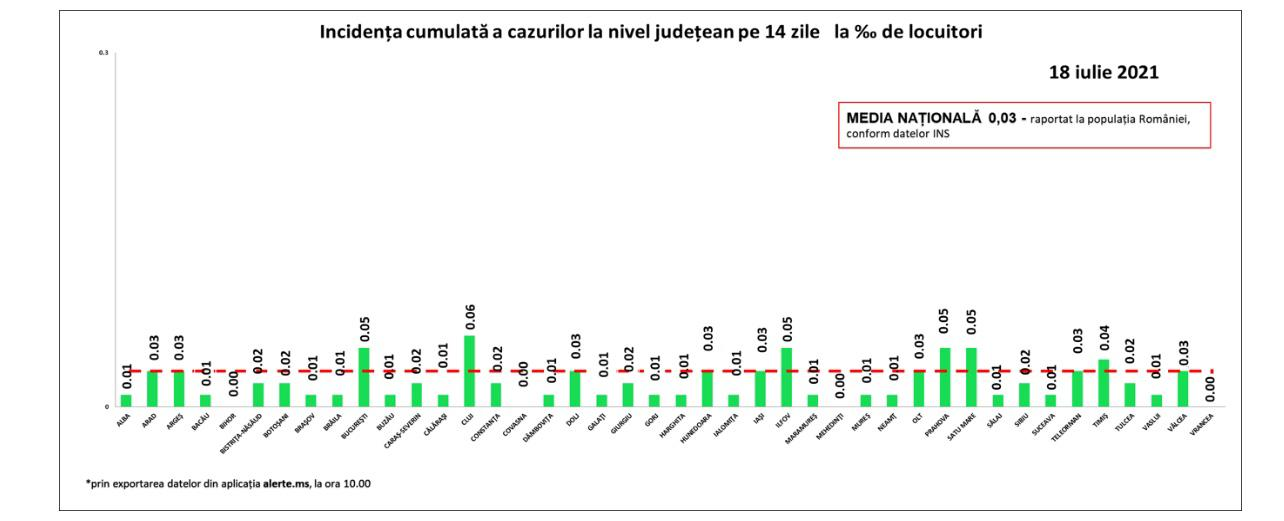 Incidența cumulată a cazurilor la nivel județean pe 14 zile la ‰ de locuitori
18 iulie 2021
MEDIA NAȚIONALĂ 0,03 - raportat la populația României,
conform datelor INS
0.3
0
0.01
0.03
0.03
0.01
0.00
0.02
0.02
0.01
0.01
0.05
0.01
0.02
0.01
0.06
0.02
0.00
0.01
0.03
0.01
0.02
0.01
0.01
0.03
0.01
0.03
0.05
0.01
0.00
0.01
0.01
0.03
0.05
0.05
0.01
0.02
0.01
0.03
0.04
0.02
0.01
0.03
0.00
ALBA
ARAD
ARGEȘ
BACĂU
BIHOR
BISTRIȚA-NĂSĂUD
BOTOȘANI
BRAȘOV
BRĂILA
BUCUREȘTI
BUZĂU
CARAȘ-SEVERIN
CĂLĂRAȘI
CLUJ
CONSTANȚA
COVASNA
DÂMBOVIȚA
DOLJ
GALAȚI
GIURGIU
GORJ
HARGHITA
HUNEDOARA
IALOMIȚA
IAȘI
ILFOV
MARAMUREȘ
MEHEDINȚI
MUREȘ
NEAMȚ
OLT
PRAHOVA
SATU MARE
SĂLAJ
SIBIU
SUCEAVA
TELEORMAN
TIMIȘ
TULCEA
VASLUI
VÂLCEA
VRANCEA
*prin exportarea datelor din aplicația alerte.ms, la ora 10.00